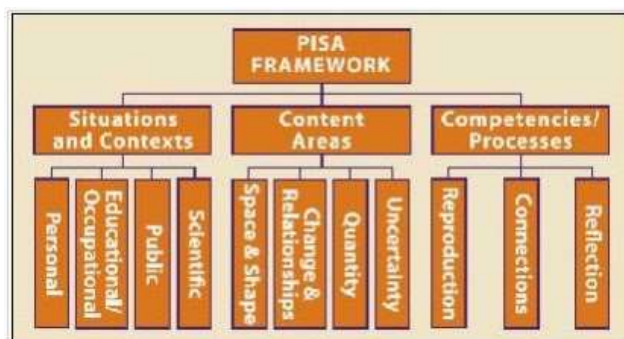 PISA
FRAMEWORK
Situations
and Contexts
Content
Areas
Competencies/
Processes
Personal
Educational/
Occupational
Public
Scientific
Space & Shape
Change &
Relationships
Quantity
Uncertainty
Reproduction
Connections
Reflection